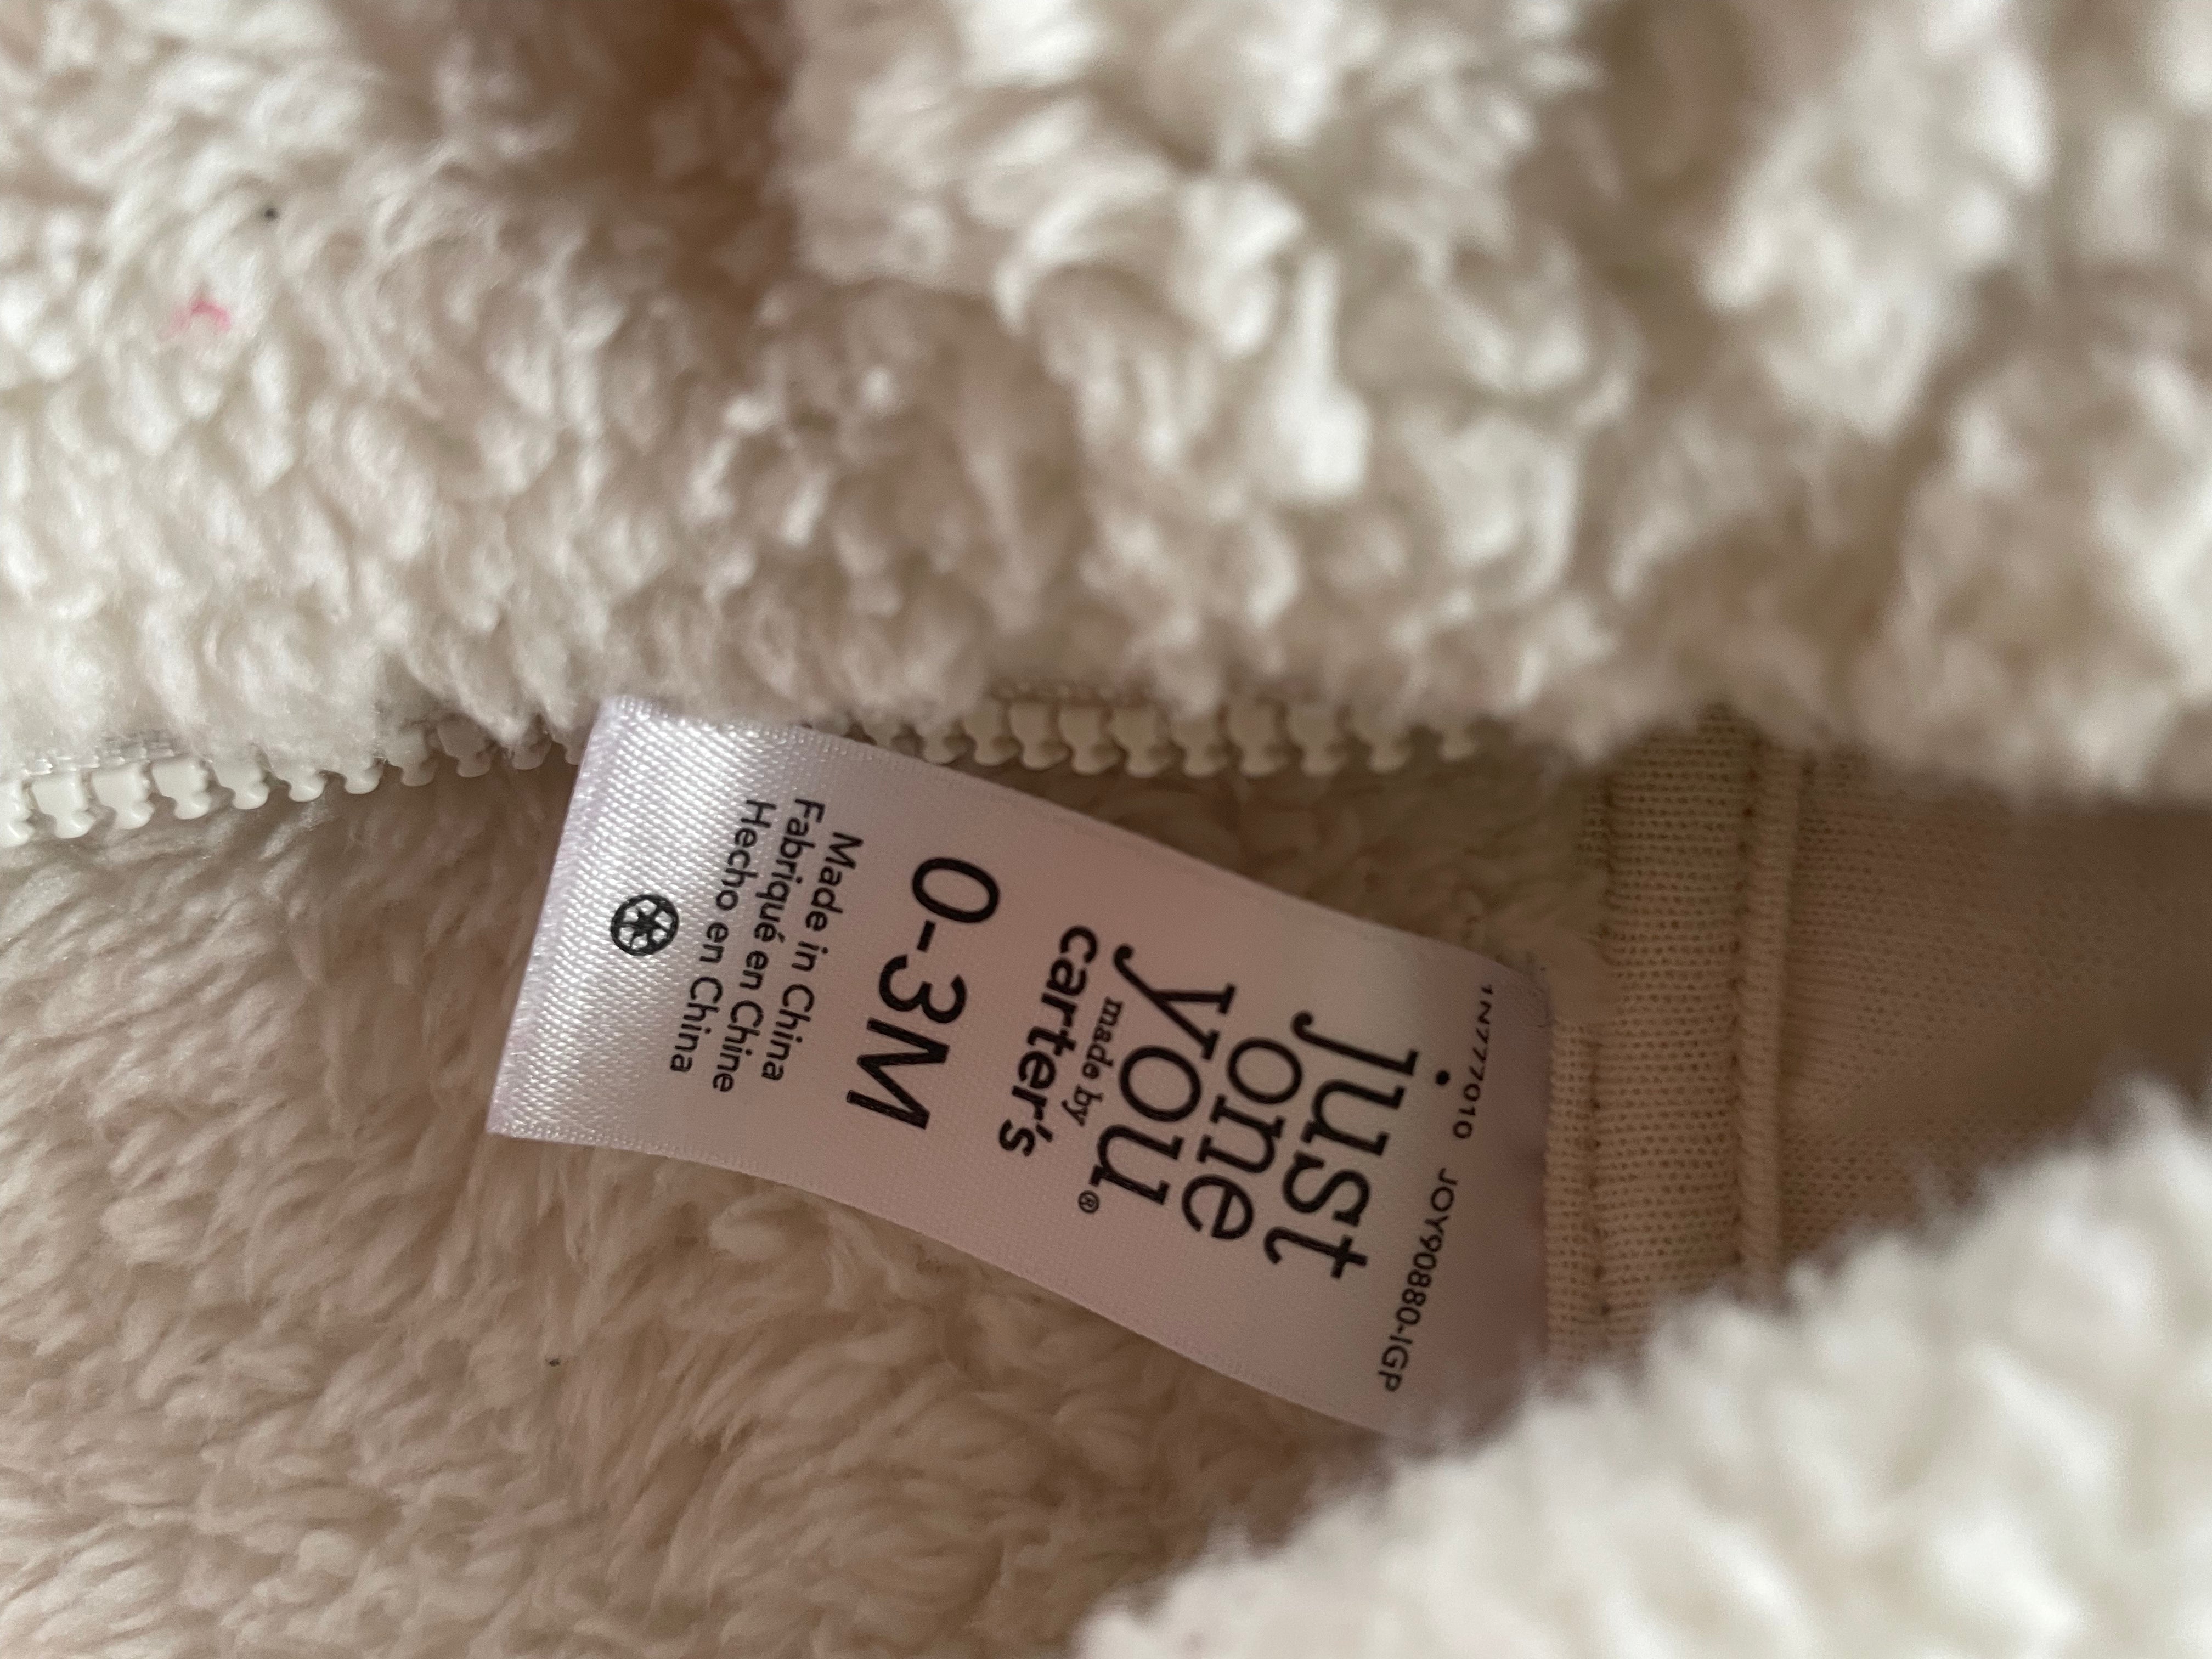 1N777010 JOY90880-IGP
just
one
you®
made by
carter's
0-3M
Made in China
Fabriqué en Chine
Hecho en China